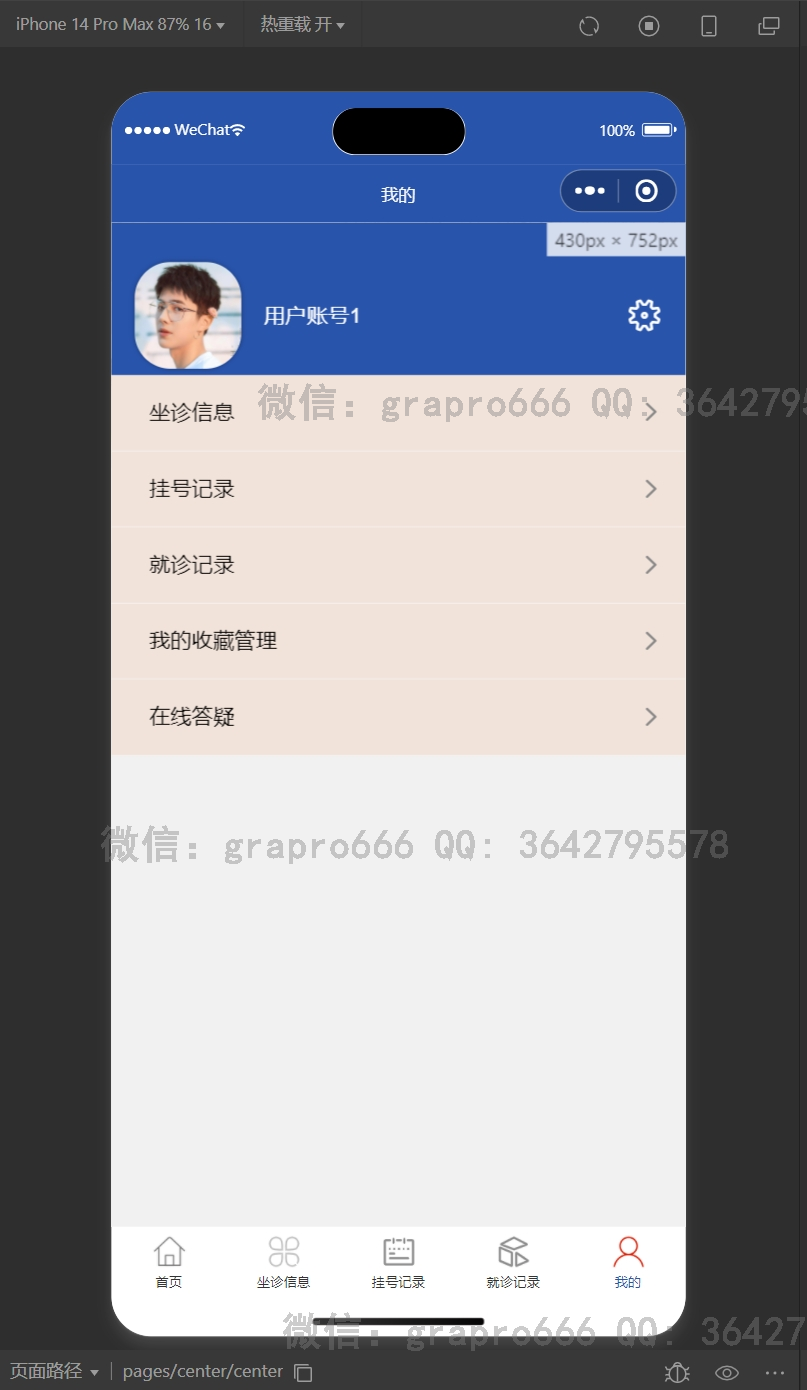 iPhone 14 Pro Max 87% 16 热重载 开
WeChat 100%
我的
430px × 752px
用户账号1
坐诊信息
微信: grapro666 QQ: 3642795
挂号记录
就诊记录
我的收藏管理
在线答疑
微信: grapro666 QQ: 3642795578
首页 坐诊信息 挂号记录 就诊记录 我的
微信: grapro666 QQ: 36427
页面路径 pages/center/center